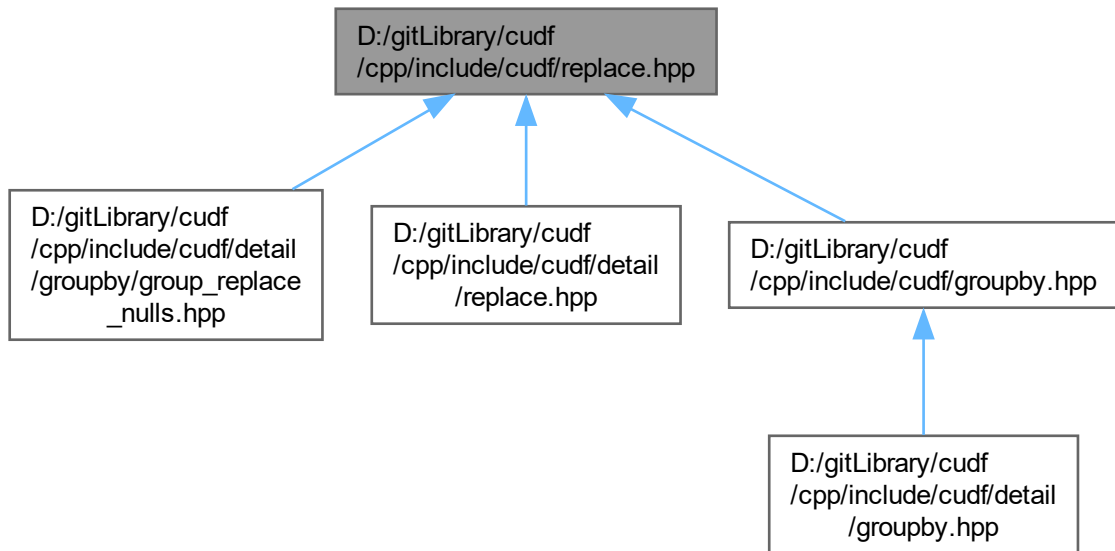 D:/gitLibrary/cudf
/cpp/include/cudf/replace.hpp
D:/gitLibrary/cudf
/cpp/include/cudf/detail
/groupby/group_replace
_nulls.hpp
D:/gitLibrary/cudf
/cpp/include/cudf/detail
/replace.hpp
D:/gitLibrary/cudf
/cpp/include/cudf/groupby.hpp
D:/gitLibrary/cudf
/cpp/include/cudf/detail
/groupby.hpp